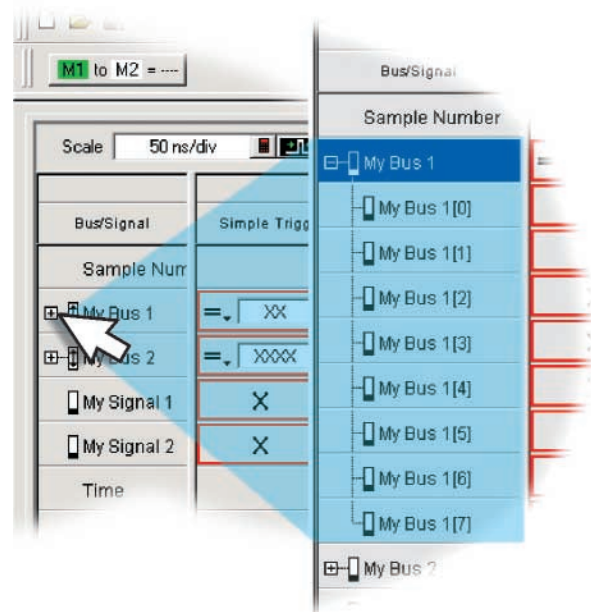 M1 to M2 = ----
Scale 50 ns/div
Bus/Signal Simple Trigg
Sample Num
My Bus 1 = XX
My Bus 2 = XXXX
My Signal 1 X
My Signal 2 X
Time
Bus/Signal
Sample Number
My Bus 1 =
My Bus 1[0]
My Bus 1[1]
My Bus 1[2]
My Bus 1[3]
My Bus 1[4]
My Bus 1[5]
My Bus 1[6]
My Bus 1[7]
My Bus 2